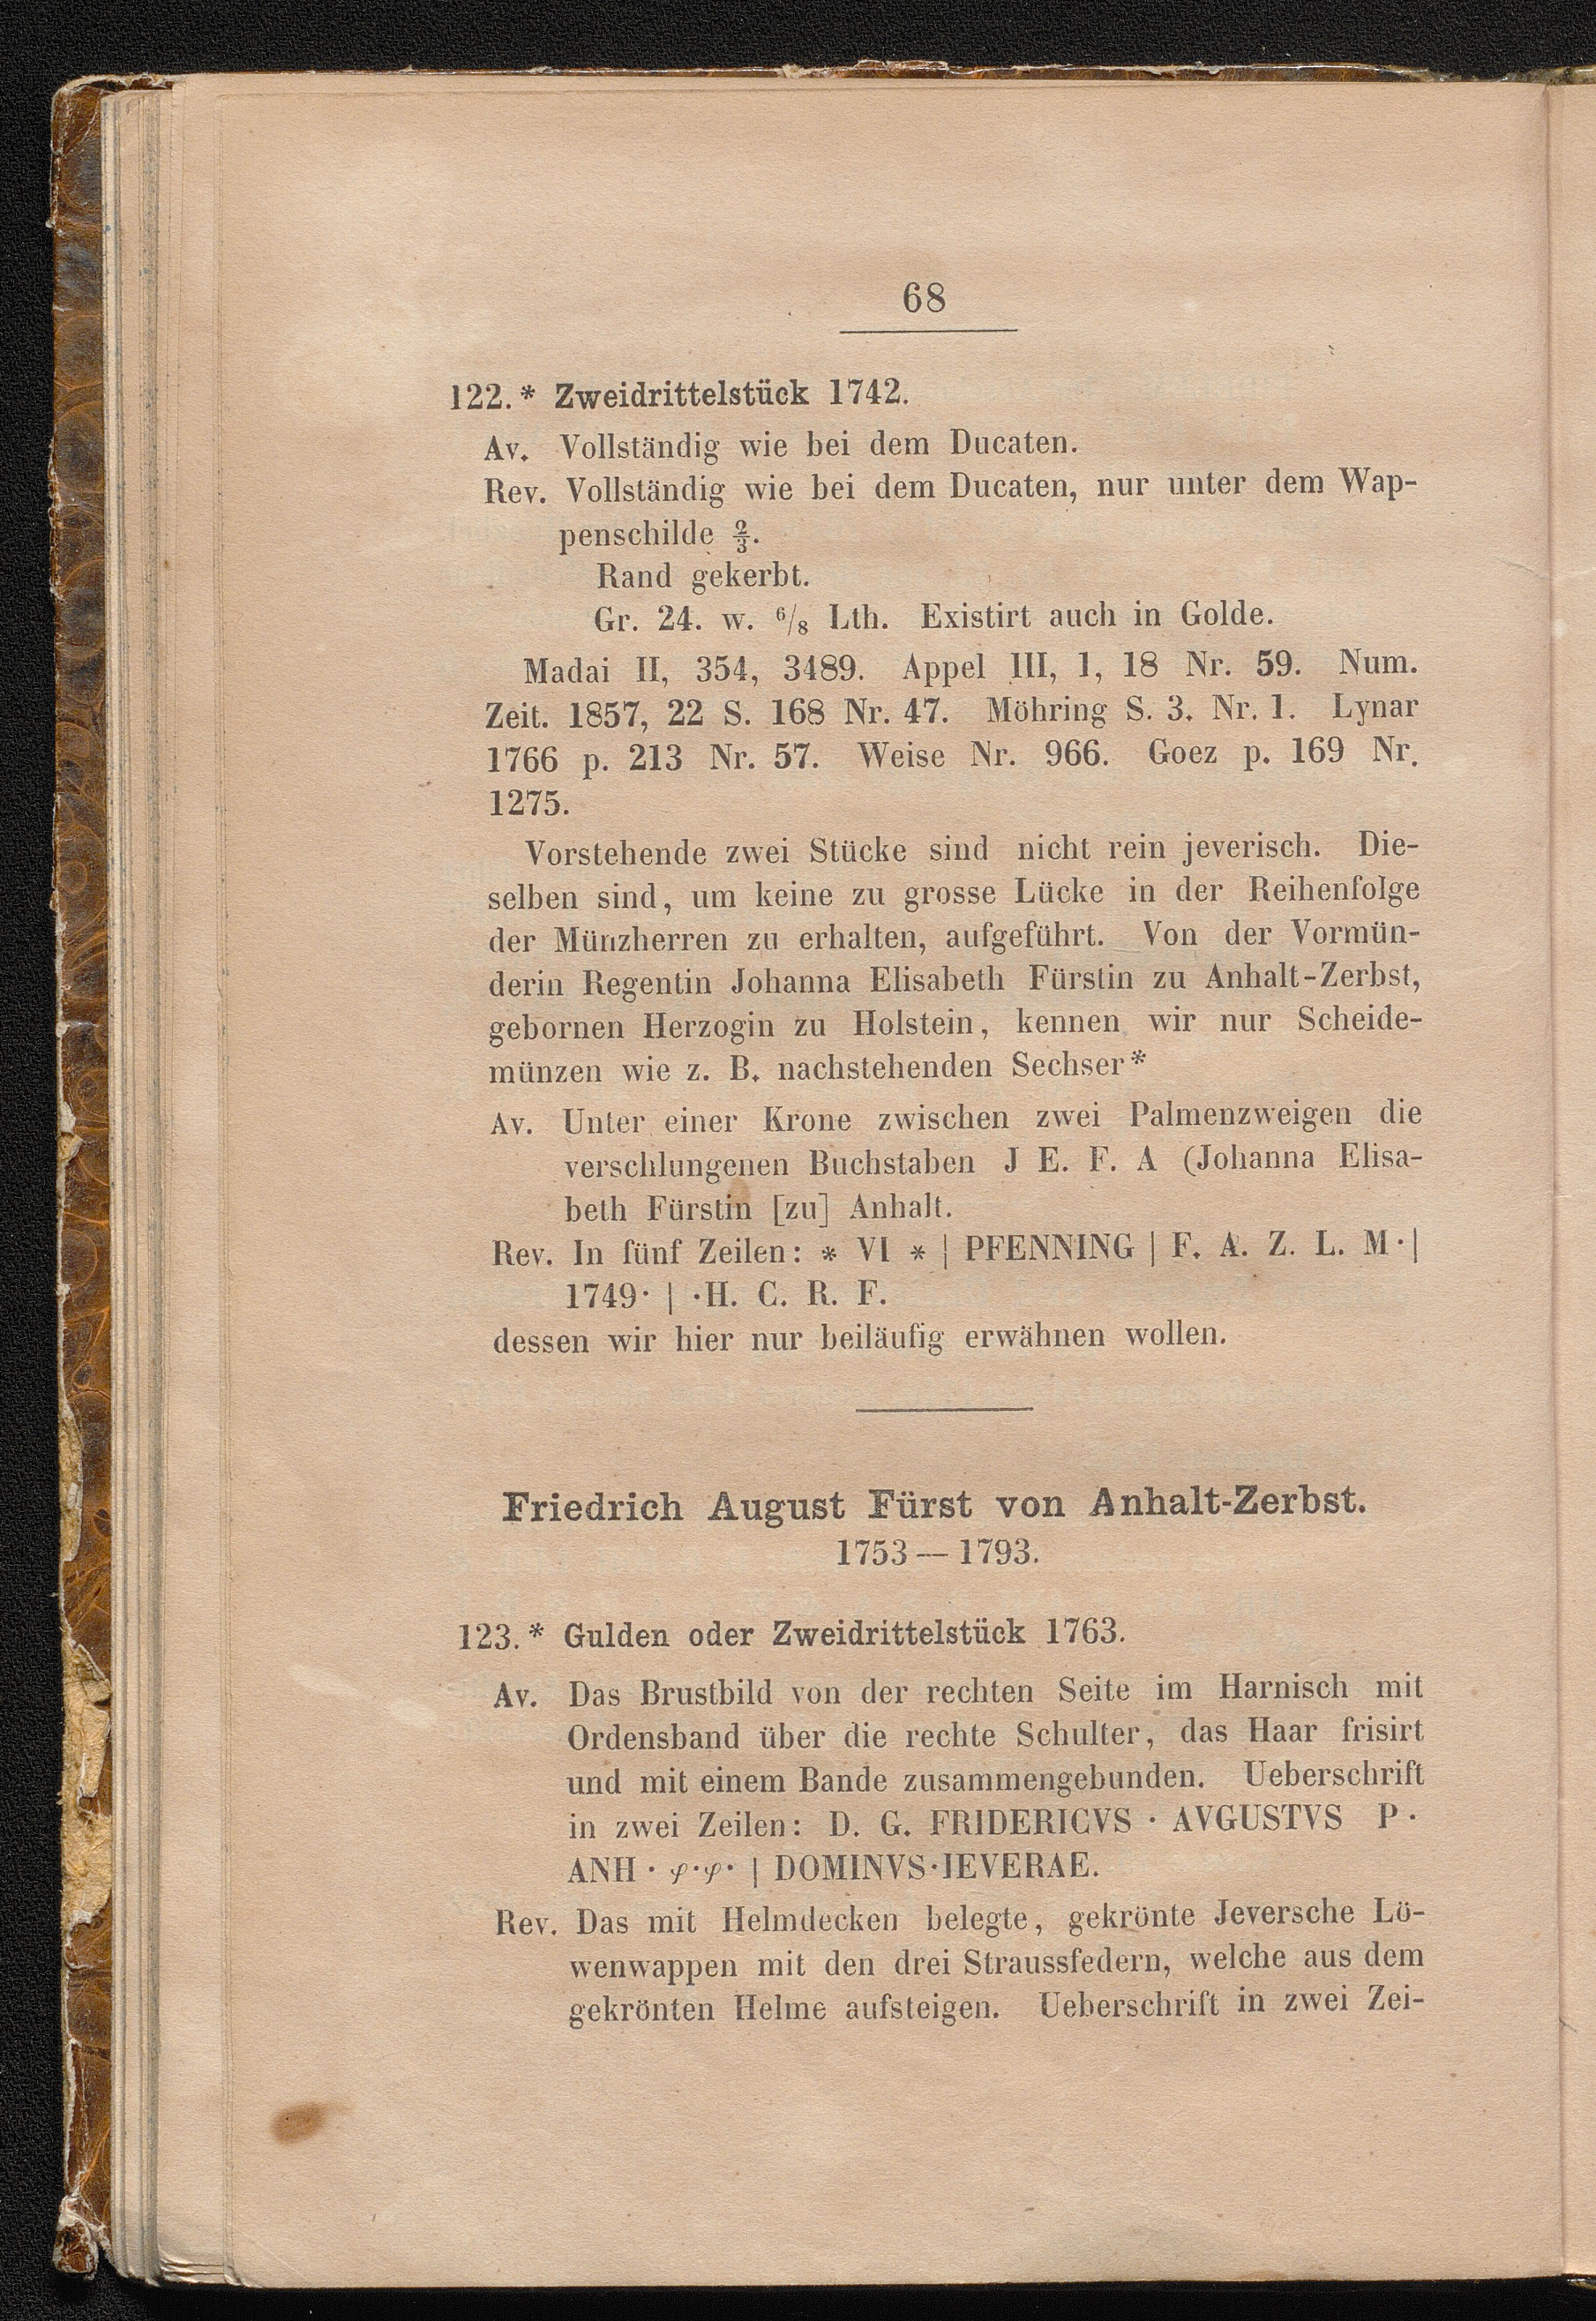 68
122.* Zweidrittelstück 1742.
Av. Vollständig wie bei dem Ducaten.
Rev. Vollständig wie bei dem Ducaten, nur unter dem Wap-
penschilde ⅔.
Rand gekerbt.
Gr. 24. w. 6/8 Lth. Existirt auch in Golde.
Madai II, 354, 3489. Appel III, 1, 18 Nr. 59. Num.
Zeit. 1857, 22 S. 168 Nr. 47. Möhring S. 3. Nr. 1. Lynar
1766 p. 213 Nr. 57. Weise Nr. 966. Goez p. 169 Nr.
1275.
Vorstehende zwei Stücke sind nicht rein jeverisch. Die-
selben sind, um keine zu grosse Lücke in der Reihenfolge
der Münzherren zu erhalten, aufgeführt. Von der Vormün-
derin Regentin Johanna Elisabeth Fürstin zu Anhalt-Zerbst,
gebornen Herzogin zu Holstein, kennen wir nur Scheide-
münzen wie z. B. nachstehenden Sechser*
Av. Unter einer Krone zwischen zwei Palmenzweigen die
verschlungenen Buchstaben J E. F. A (Johanna Elisa-
beth Fürstin [zu] Anhalt.
Rev. In fünf Zeilen: * VI * | PFENNING | F. A. Z. L. M·|
1749· | ·H. C. R. F.
dessen wir hier nur beiläufig erwähnen wollen.
Friedrich August Fürst von Anhalt-Zerbst.
1753 — 1793.
123.* Gulden oder Zweidrittelstück 1763.
Av. Das Brustbild von der rechten Seite im Harnisch mit
Ordensband über die rechte Schulter, das Haar frisirt
und mit einem Bande zusammengebunden. Ueberschrift
in zwei Zeilen: D. G. FRIDERICVS · AVGUSTVS P ·
ANH · φ·φ· | DOMINVS·IEVERAE.
Rev. Das mit Helmdecken belegte, gekrönte Jeversche Lö-
wenwappen mit den drei Straussfedern, welche aus dem
gekrönten Helme aufsteigen. Ueberschrift in zwei Zei-